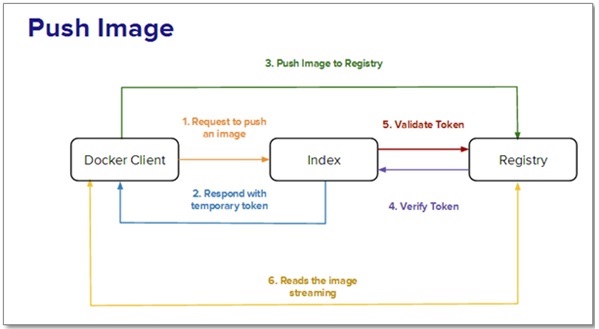 Push Image
3. Push Image to Registry
1. Request to push
an image
5. Validate Token
Docker Client
Index
Registry
2. Respond with
temporary token
4. Verify Token
6. Reads the image
streaming